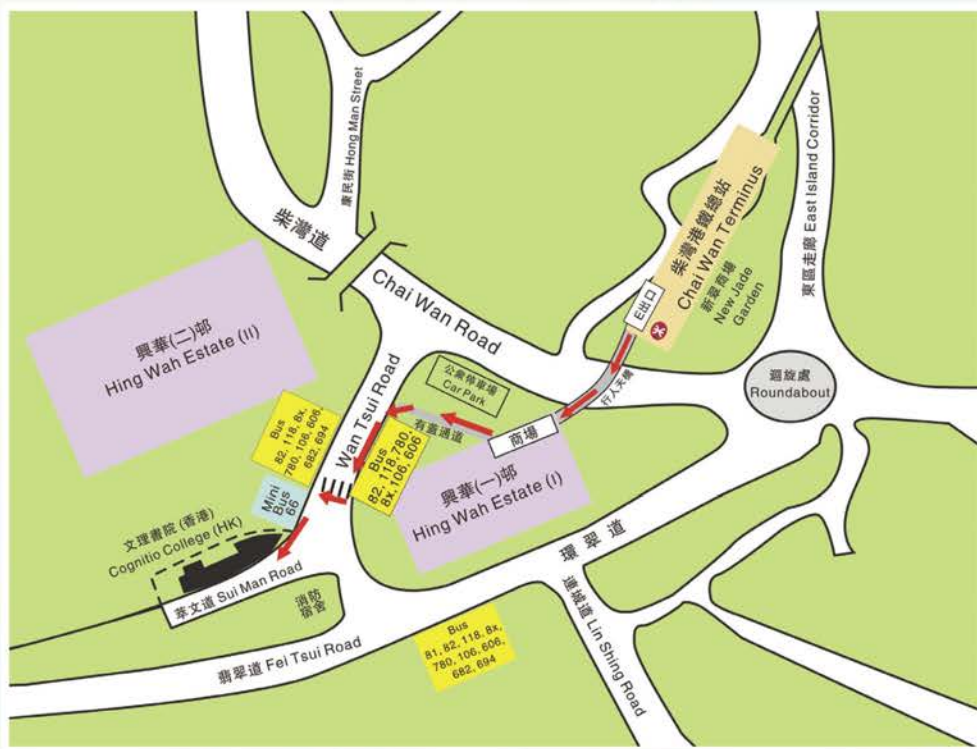 康民街 Hong Man Street
柴灣道
Chai Wan Road
柴灣港鐵總站
Chai Wan Terminus
新翠商場
New Jade
Garden
東區走廊 East Island Corridor
E出口
行人天橋
迴旋處
Roundabout
興華(二)邨
Hing Wah Estate (II)
公眾停車場
Car Park
Wan Tsui Road
有蓋通道
商場
Bus
82, 118, 8x,
780, 106, 606,
682, 694
Bus
82, 118,780,
8x,106, 606
興華(一)邨
Hing Wah Estate (I)
Mini
Bus
66
文理書院 (香港)
Cognitio College (HK)
萃文道 Sui Man Road
消防
宿舍
環翠道
連城道 Lin Shing Road
翡翠道 Fei Tsui Road
Bus
81, 82, 118, 8x,
780, 106, 606,
682, 694